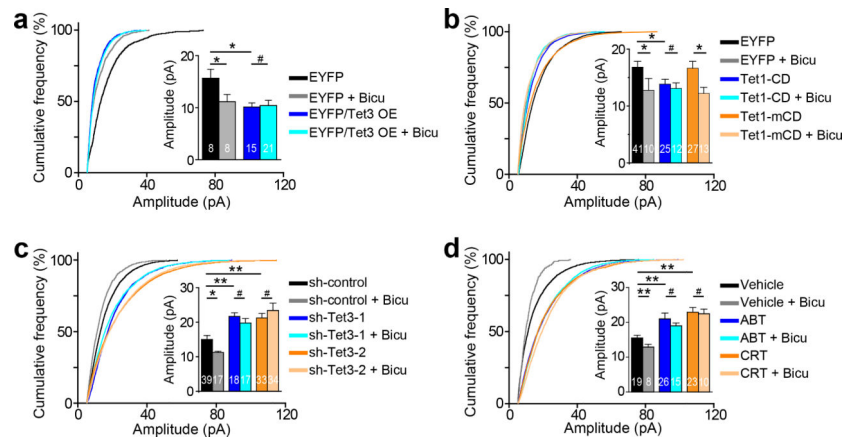 a
Cumulative frequency (%)
100
50
0
0 40 80 120
Amplitude (pA)
Amplitude (pA)
20
10
0
* * #
8 8 15 21
EYFP
EYFP + Bicu
EYFP/Tet3 OE
EYFP/Tet3 OE + Bicu
b
Cumulative frequency (%)
100
50
0
0 40 80 120
Amplitude (pA)
Amplitude (pA)
20
15
10
5
0
* * # *
41 10 25 12 27 13
EYFP
EYFP + Bicu
Tet1-CD
Tet1-CD + Bicu
Tet1-mCD
Tet1-mCD + Bicu
c
Cumulative frequency (%)
100
50
0
0 40 80 120
Amplitude (pA)
Amplitude (pA)
30
20
10
0
** ** * # #
39 17 18 17 33 34
sh-control
sh-control + Bicu
sh-Tet3-1
sh-Tet3-1 + Bicu
sh-Tet3-2
sh-Tet3-2 + Bicu
d
Cumulative frequency (%)
100
50
0
0 40 80 120
Amplitude (pA)
Amplitude (pA)
30
20
10
0
** ** ** # #
19 8 26 15 23 10
Vehicle
Vehicle + Bicu
ABT
ABT + Bicu
CRT
CRT + Bicu